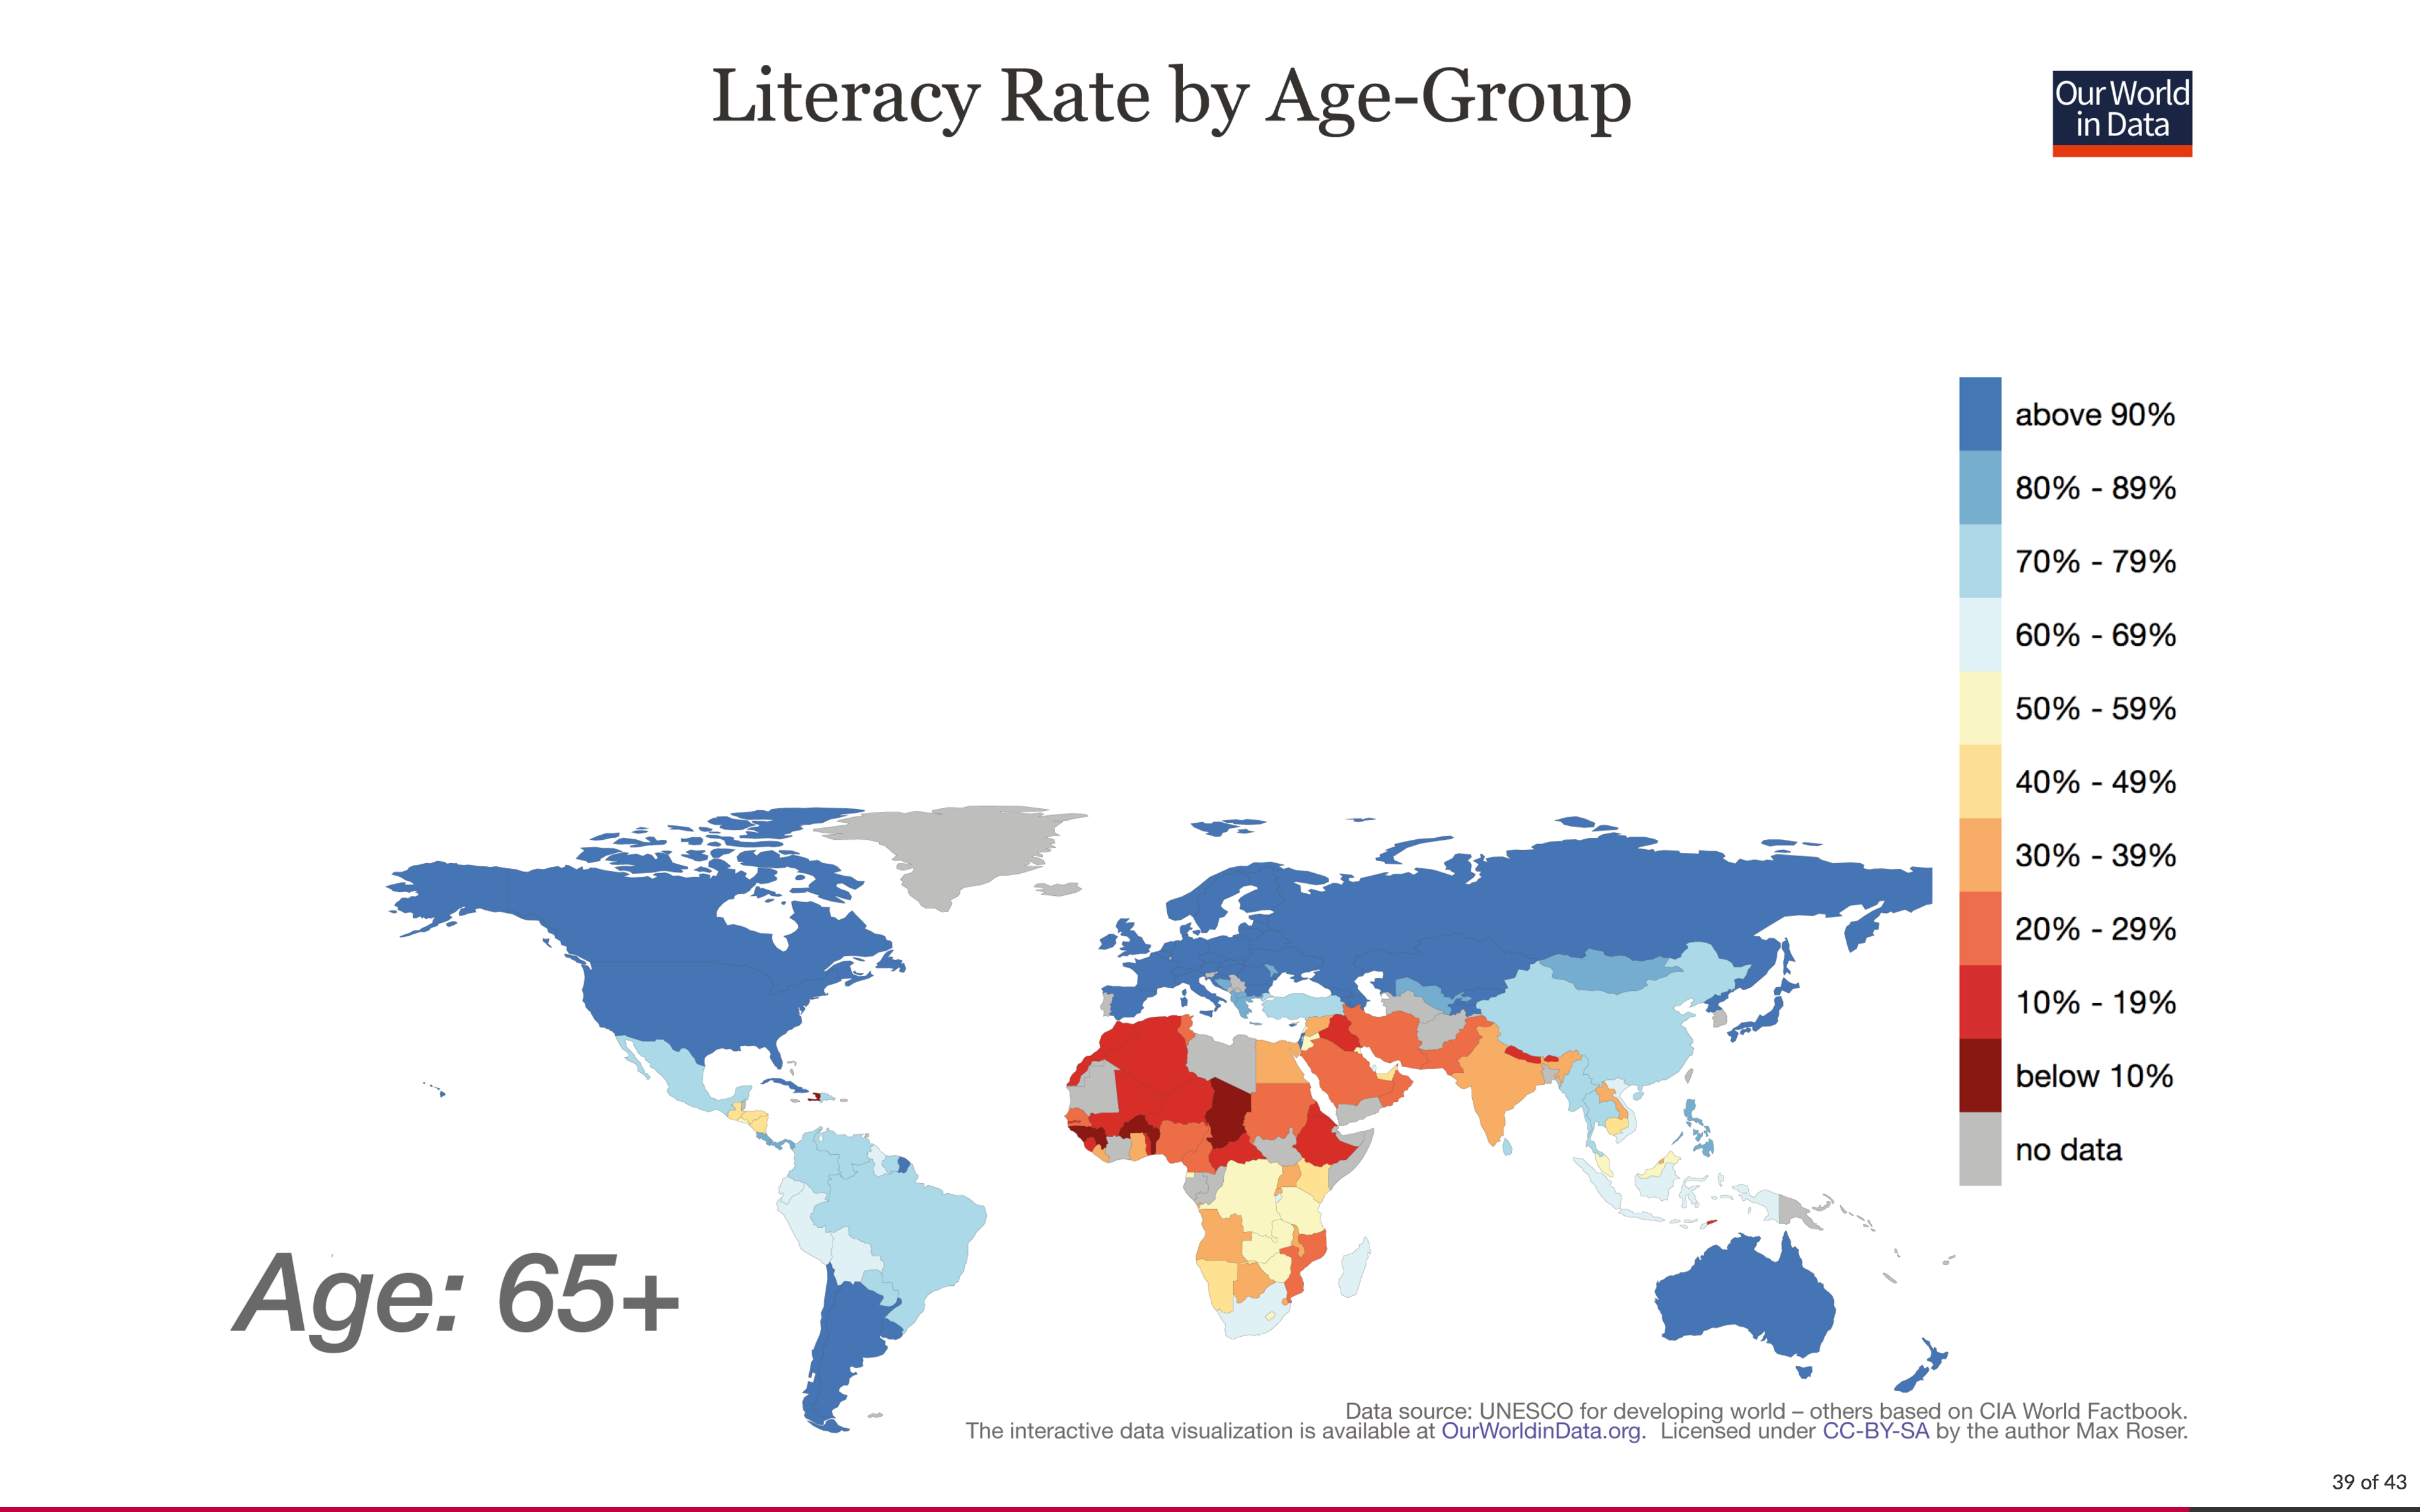 Literacy Rate by Age-Group
Our World
in Data
above 90%
80% - 89%
70% - 79%
60% - 69%
50% - 59%
40% - 49%
30% - 39%
20% - 29%
10% - 19%
below 10%
no data
Age: 65+
Data source: UNESCO for developing world – others based on CIA World Factbook.
The interactive data visualization is available at OurWorldinData.org. Licensed under CC-BY-SA by the author Max Roser.
39 of 43